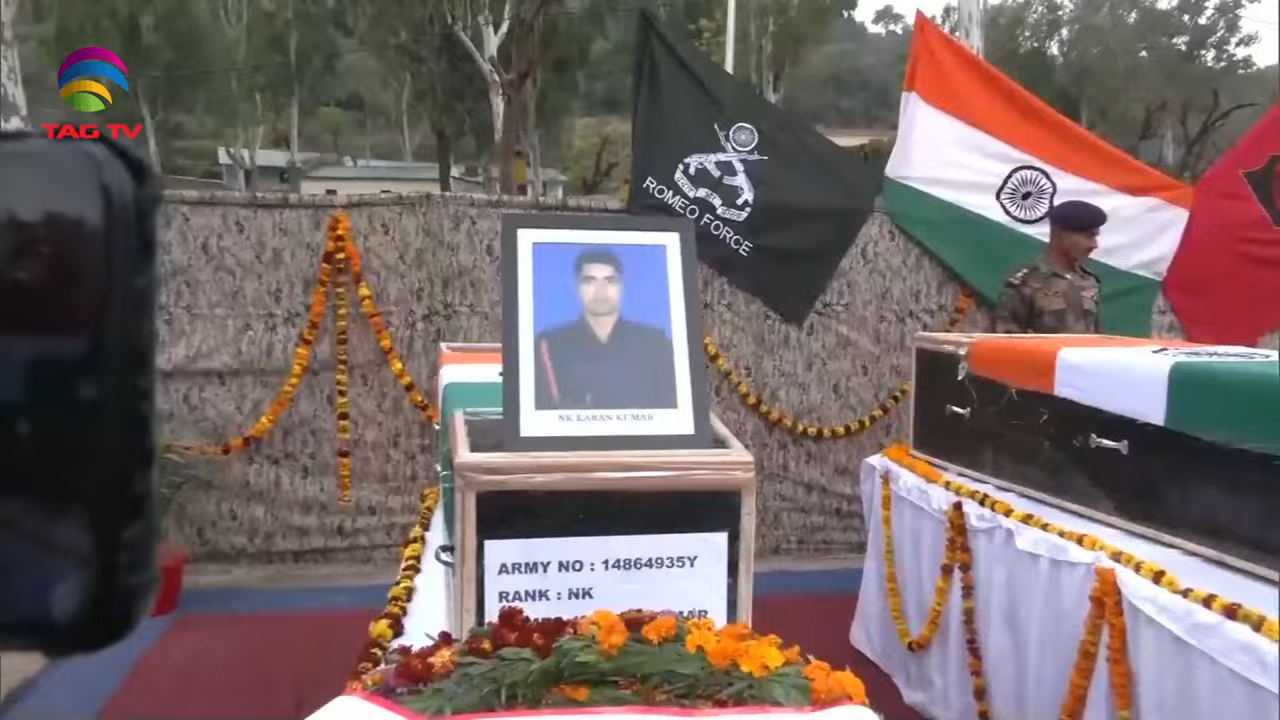 TAG TV
ROMEO FORCE
NK KARAN KUMAR
ARMY NO : 14864935Y
RANK : NK